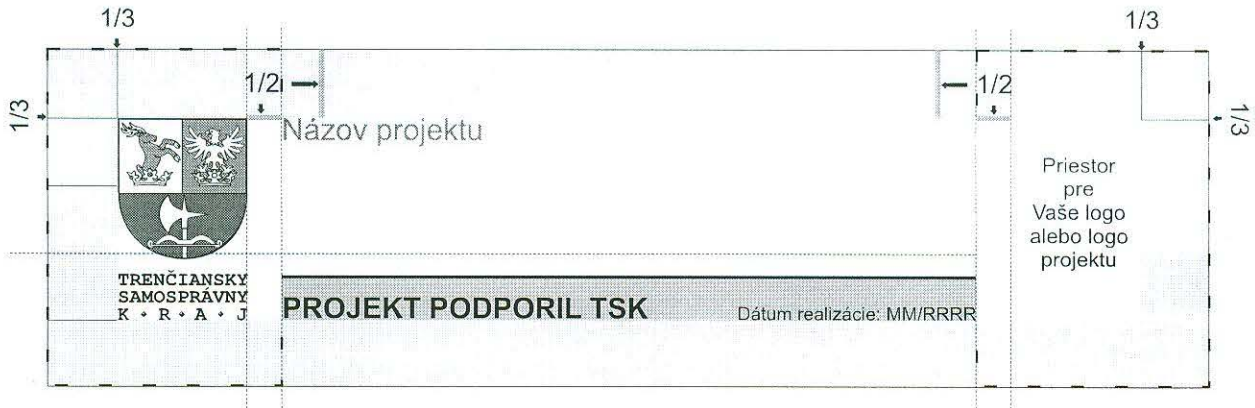 1/3
1/3
1/2
1/2
1/3
1/3
Názov projektu
Priestor
pre
Vaše logo
alebo logo
projektu
TRENČIANSKY
SAMOSPRÁVNY
K • R • A • J
PROJEKT PODPORIL TSK
Dátum realizácie: MM/RRRR